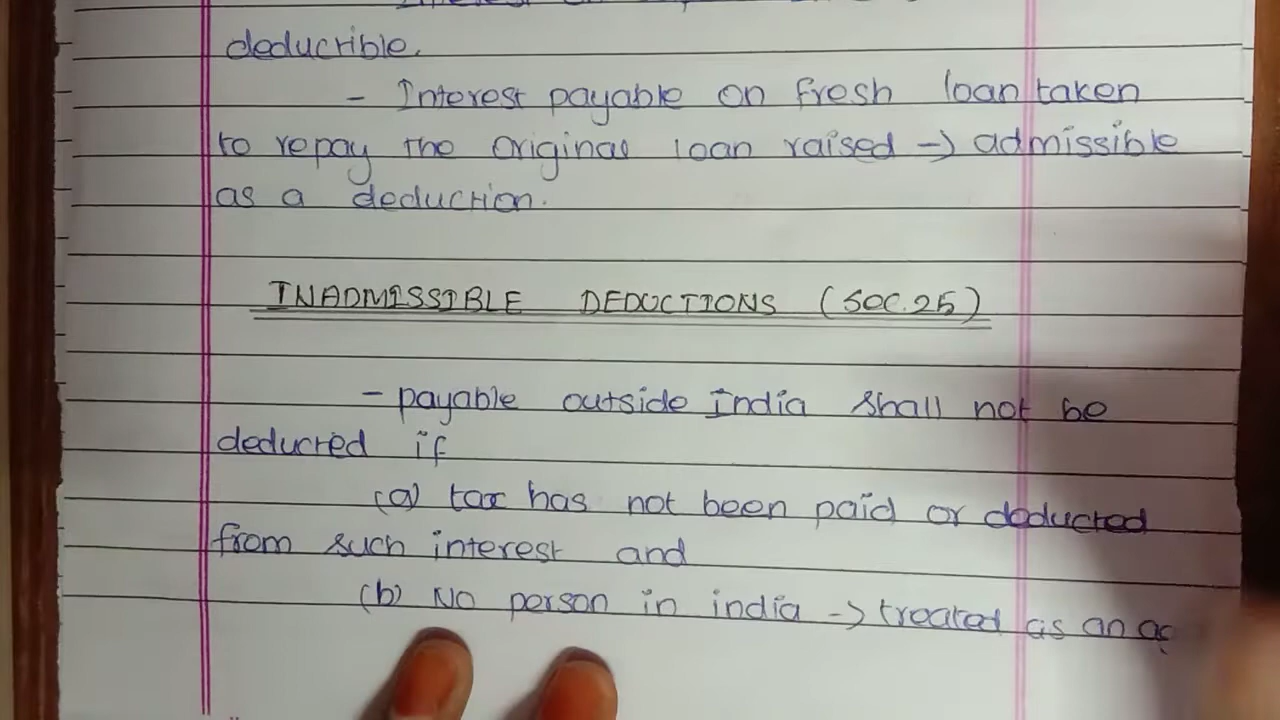 deductible.
- Interest payable on fresh loan taken
to repay the original loan raised → admissible
as a deduction.
INADMISSIBLE DEDUCTIONS (SEC.25)
- payable outside India shall not be
deducted if
(a) tax has not been paid or deducted
from such interest and
(b) No person in india → treated as an ag